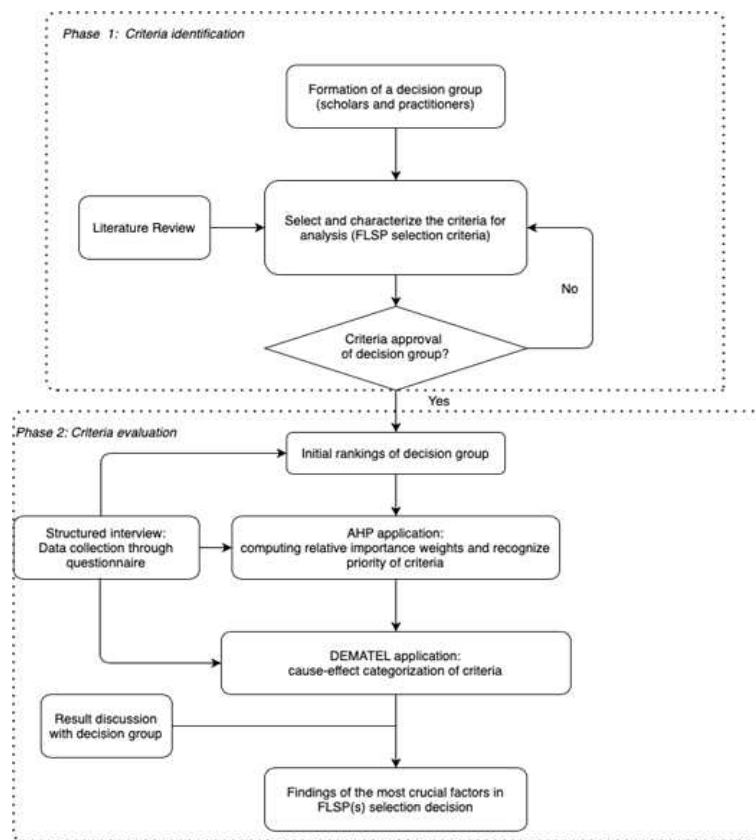 Phase 1: Criteria identification
Formation of a decision group
(scholars and practitioners)
Literature Review
Select and characterize the criteria for
analysis (FLSP selection criteria)
No
Criteria approval
of decision group?
Yes
Phase 2: Criteria evaluation
Initial rankings of decision group
Structured interview:
Data collection through
questionnaire
AHP application:
computing relative importance weights and recognize
priority of criteria
DEMATEL application:
cause-effect categorization of criteria
Result discussion
with decision group
Findings of the most crucial factors in
FLSP(s) selection decision